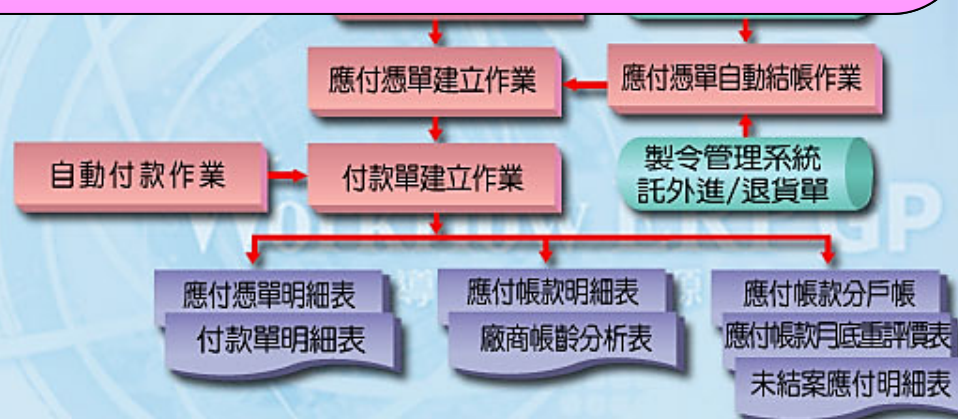 應付憑單建立作業
應付憑單自動結帳作業
自動付款作業
付款單建立作業
製令管理系統
託外進/退貨單
Workflow ERP GP
應付憑單明細表
付款單明細表
應付帳款明細表
廠商帳齡分析表
應付帳款分戶帳
應付帳款月底重評價表
未結案應付明細表